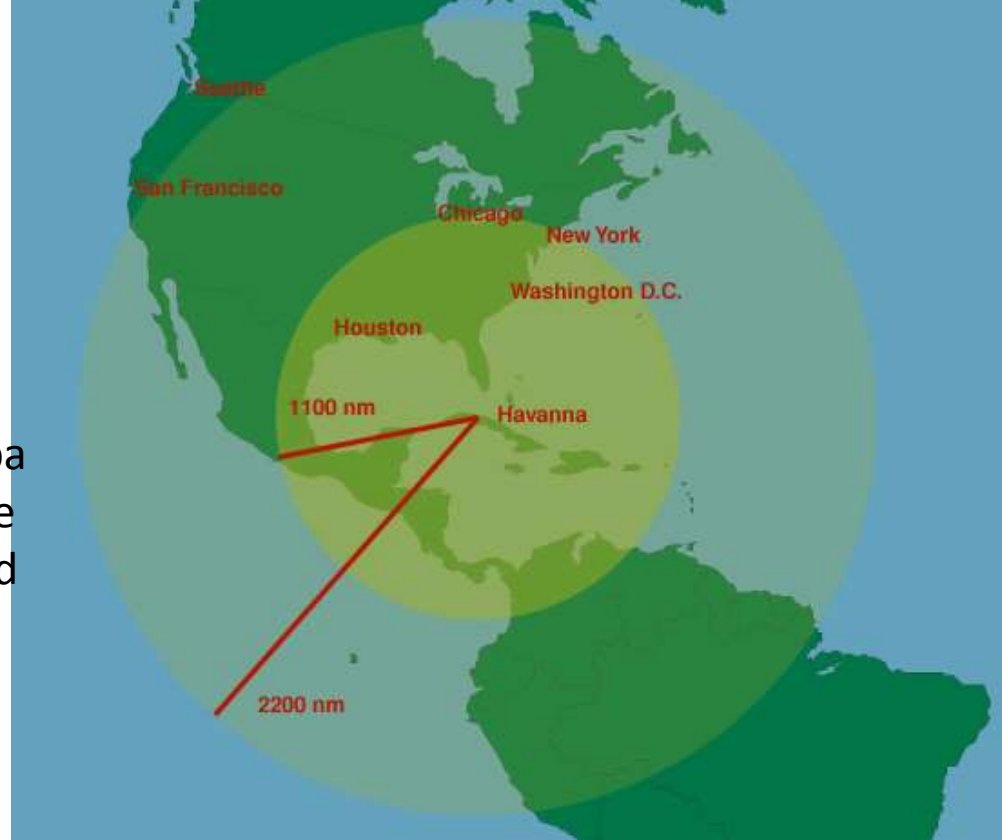 Seattle
San Francisco
Chicago
New York
Washington D.C.
Houston
1100 nm
Havanna
2200 nm